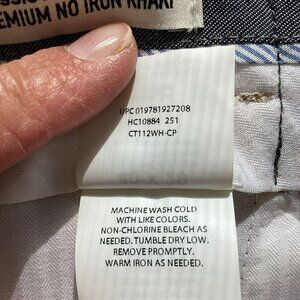 PREMIUM NO IRON KHAKI
UPC 019781927208
HC10884 251
CT112WH-CP
MACHINE WASH COLD
WITH LIKE COLORS.
NON-CHLORINE BLEACH AS
NEEDED. TUMBLE DRY LOW.
REMOVE PROMPTLY.
WARM IRON AS NEEDED.